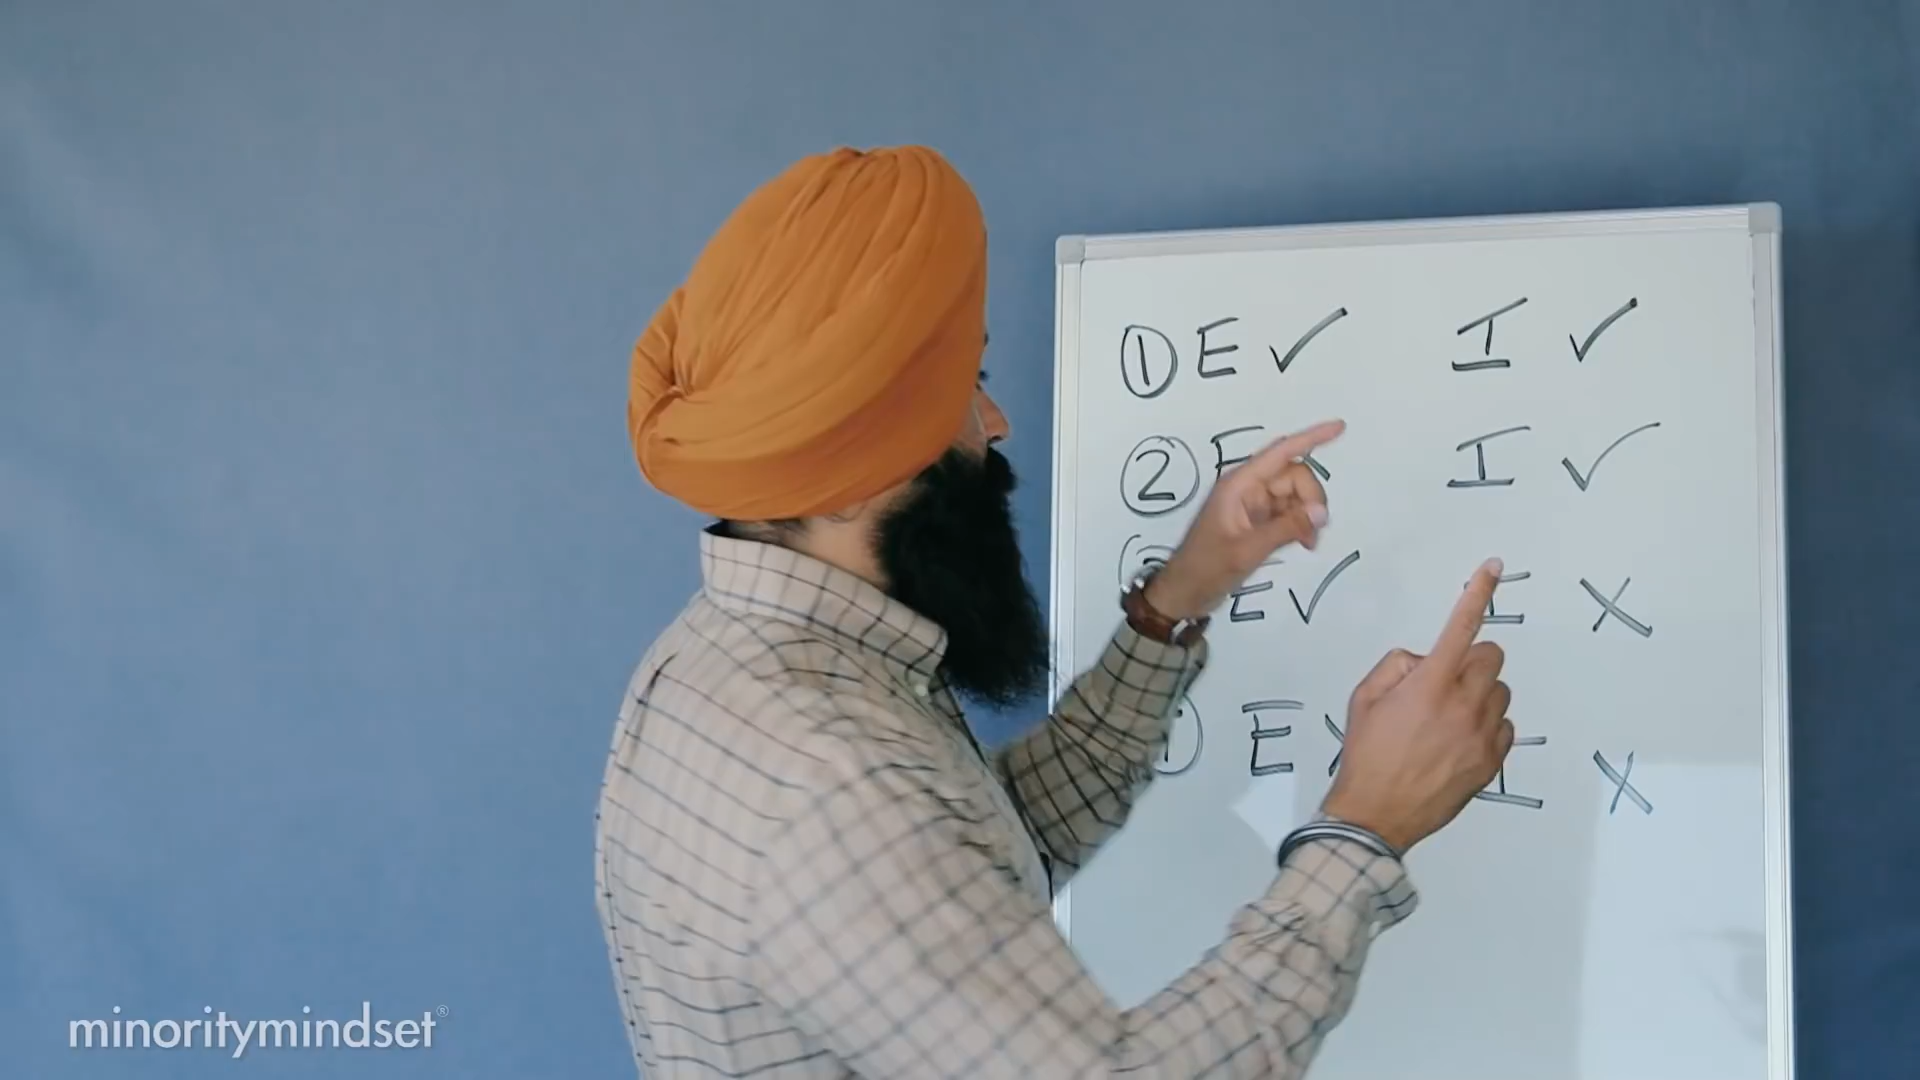 ① E ✓ I ✓
② E I ✓
E ✓ I X
E X I X
minoritymindset®